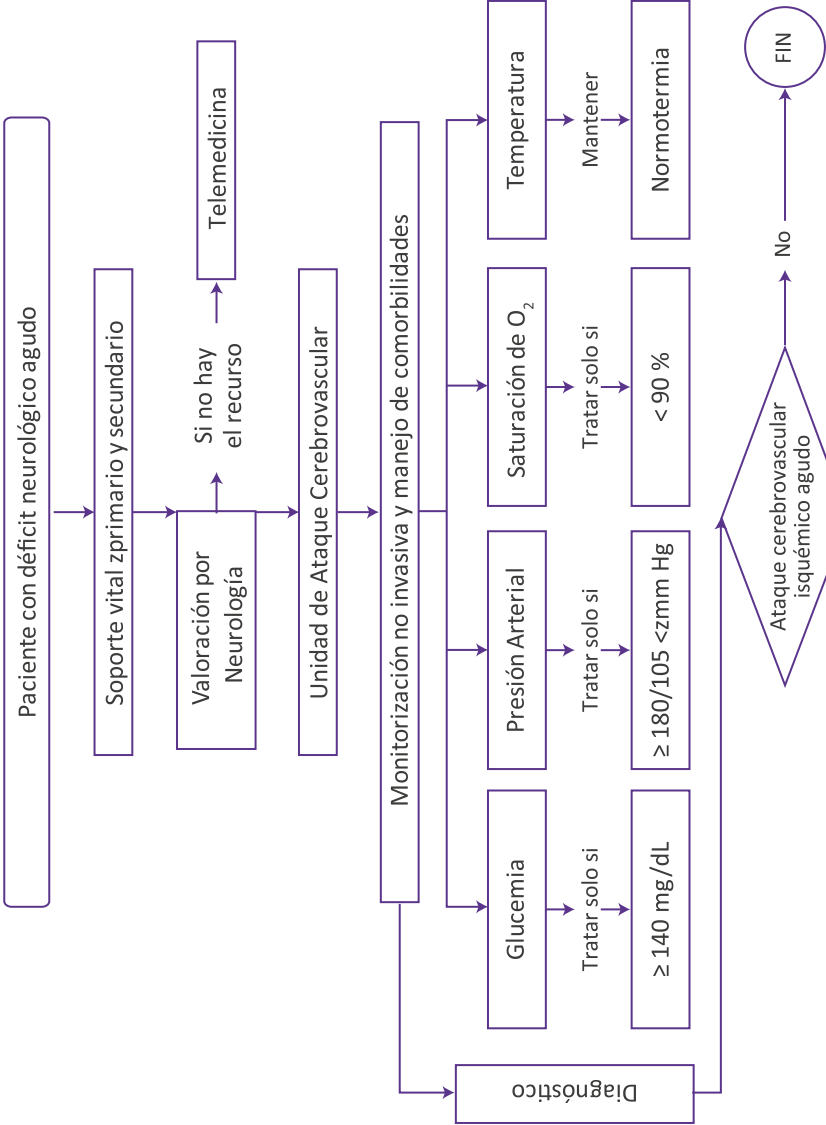 Paciente con déficit neurológico agudo
Soporte vital zprimario y secundario
Valoración por
Neurología
Si no hay
el recurso
Telemedicina
Unidad de Ataque Cerebrovascular
Monitorización no invasiva y manejo de comorbilidades
Glucemia
Tratar solo si
≥ 140 mg/dL
Presión Arterial
Tratar solo si
≥ 180/105 <zmm Hg
Saturación de O₂
Tratar solo si
< 90 %
Temperatura
Mantener
Normotermia
Diagnóstico
Ataque cerebrovascular
isquémico agudo
No
FIN